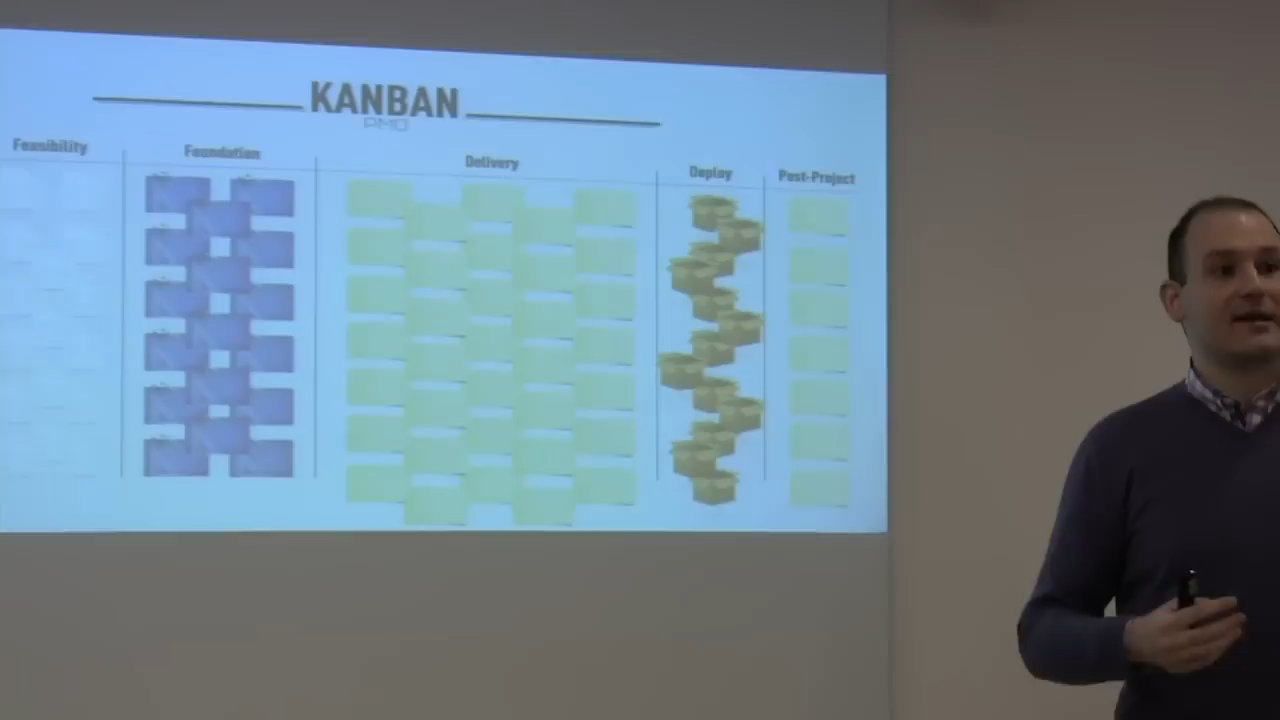 KANBAN
PMO
Feasibility
Foundation
Delivery
Deploy
Post-Project